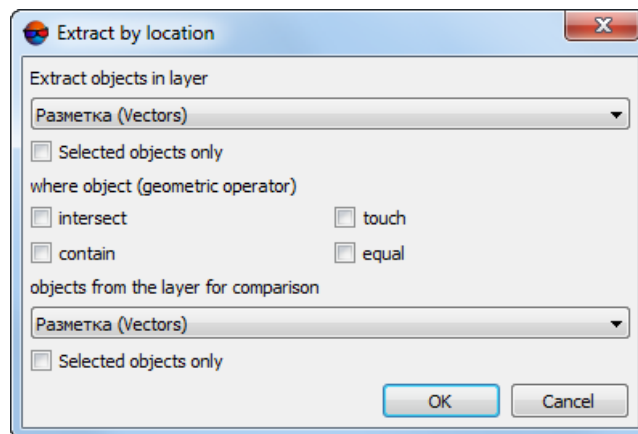 Extract by location
Extract objects in layer
Разметка (Vectors)
Selected objects only
where object (geometric operator)
intersect touch
contain equal
objects from the layer for comparison
Разметка (Vectors)
Selected objects only
OK Cancel